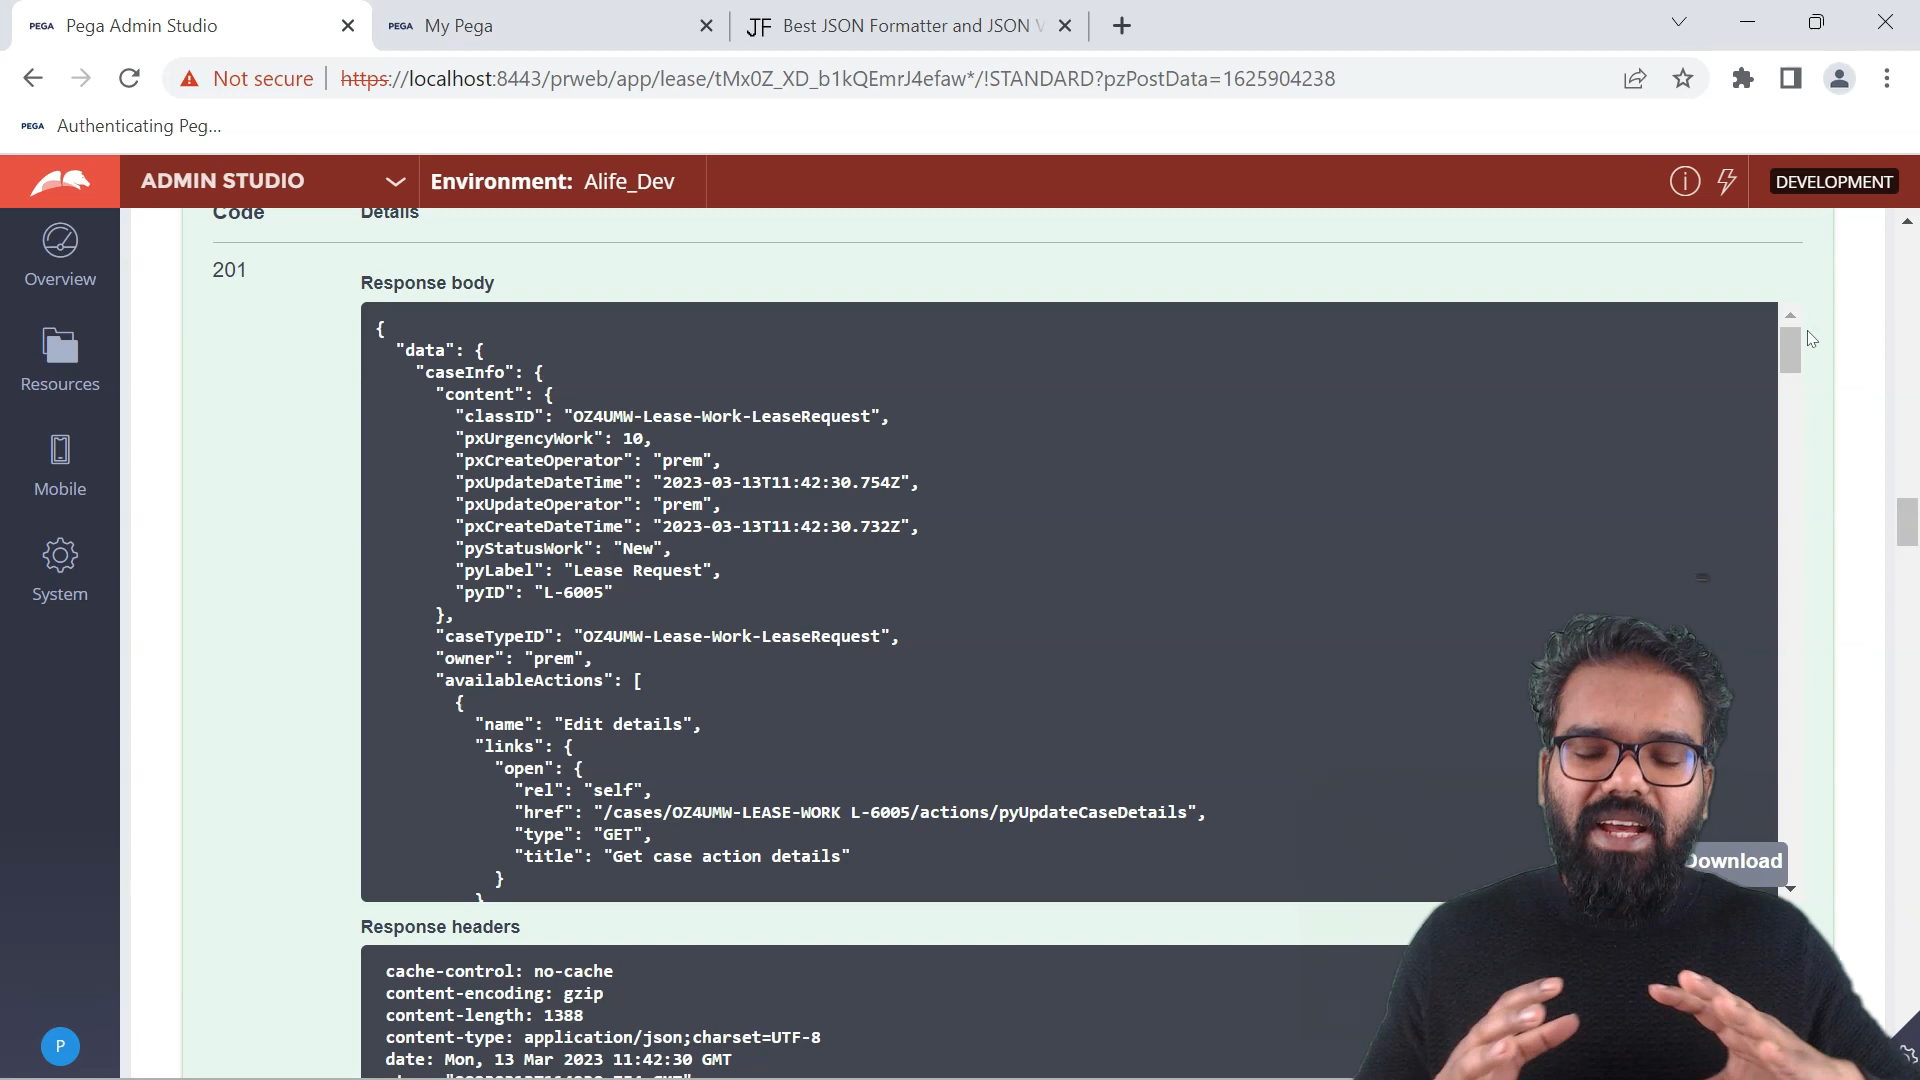 PEGA Pega Admin Studio
PEGA My Pega
JF Best JSON Formatter and JSON V
Not secure
https://localhost:8443/prweb/app/lease/tMx0Z_XD_b1kQEmrJ4efaw*/!STANDARD?pzPostData=1625904238
PEGA Authenticating Peg...
ADMIN STUDIO
Environment: Alife_Dev
DEVELOPMENT
Overview
Resources
Mobile
System
P
Code
Details
201
Response body
{
"data": {
"caseInfo": {
"content": {
"classID": "OZ4UMW-Lease-Work-LeaseRequest",
"pxUrgencyWork": 10,
"pxCreateOperator": "prem",
"pxUpdateDateTime": "2023-03-13T11:42:30.754Z",
"pxUpdateOperator": "prem",
"pxCreateDateTime": "2023-03-13T11:42:30.732Z",
"pyStatusWork": "New",
"pyLabel": "Lease Request",
"pyID": "L-6005"
},
"caseTypeID": "OZ4UMW-Lease-Work-LeaseRequest",
"owner": "prem",
"availableActions": [
{
"name": "Edit details",
"links": {
"open": {
"rel": "self",
"href": "/cases/OZ4UMW-LEASE-WORK L-6005/actions/pyUpdateCaseDetails",
"type": "GET",
"title": "Get case action details"
}
}
Download
Response headers
cache-control: no-cache
content-encoding: gzip
content-length: 1388
content-type: application/json;charset=UTF-8
date: Mon, 13 Mar 2023 11:42:30 GMT